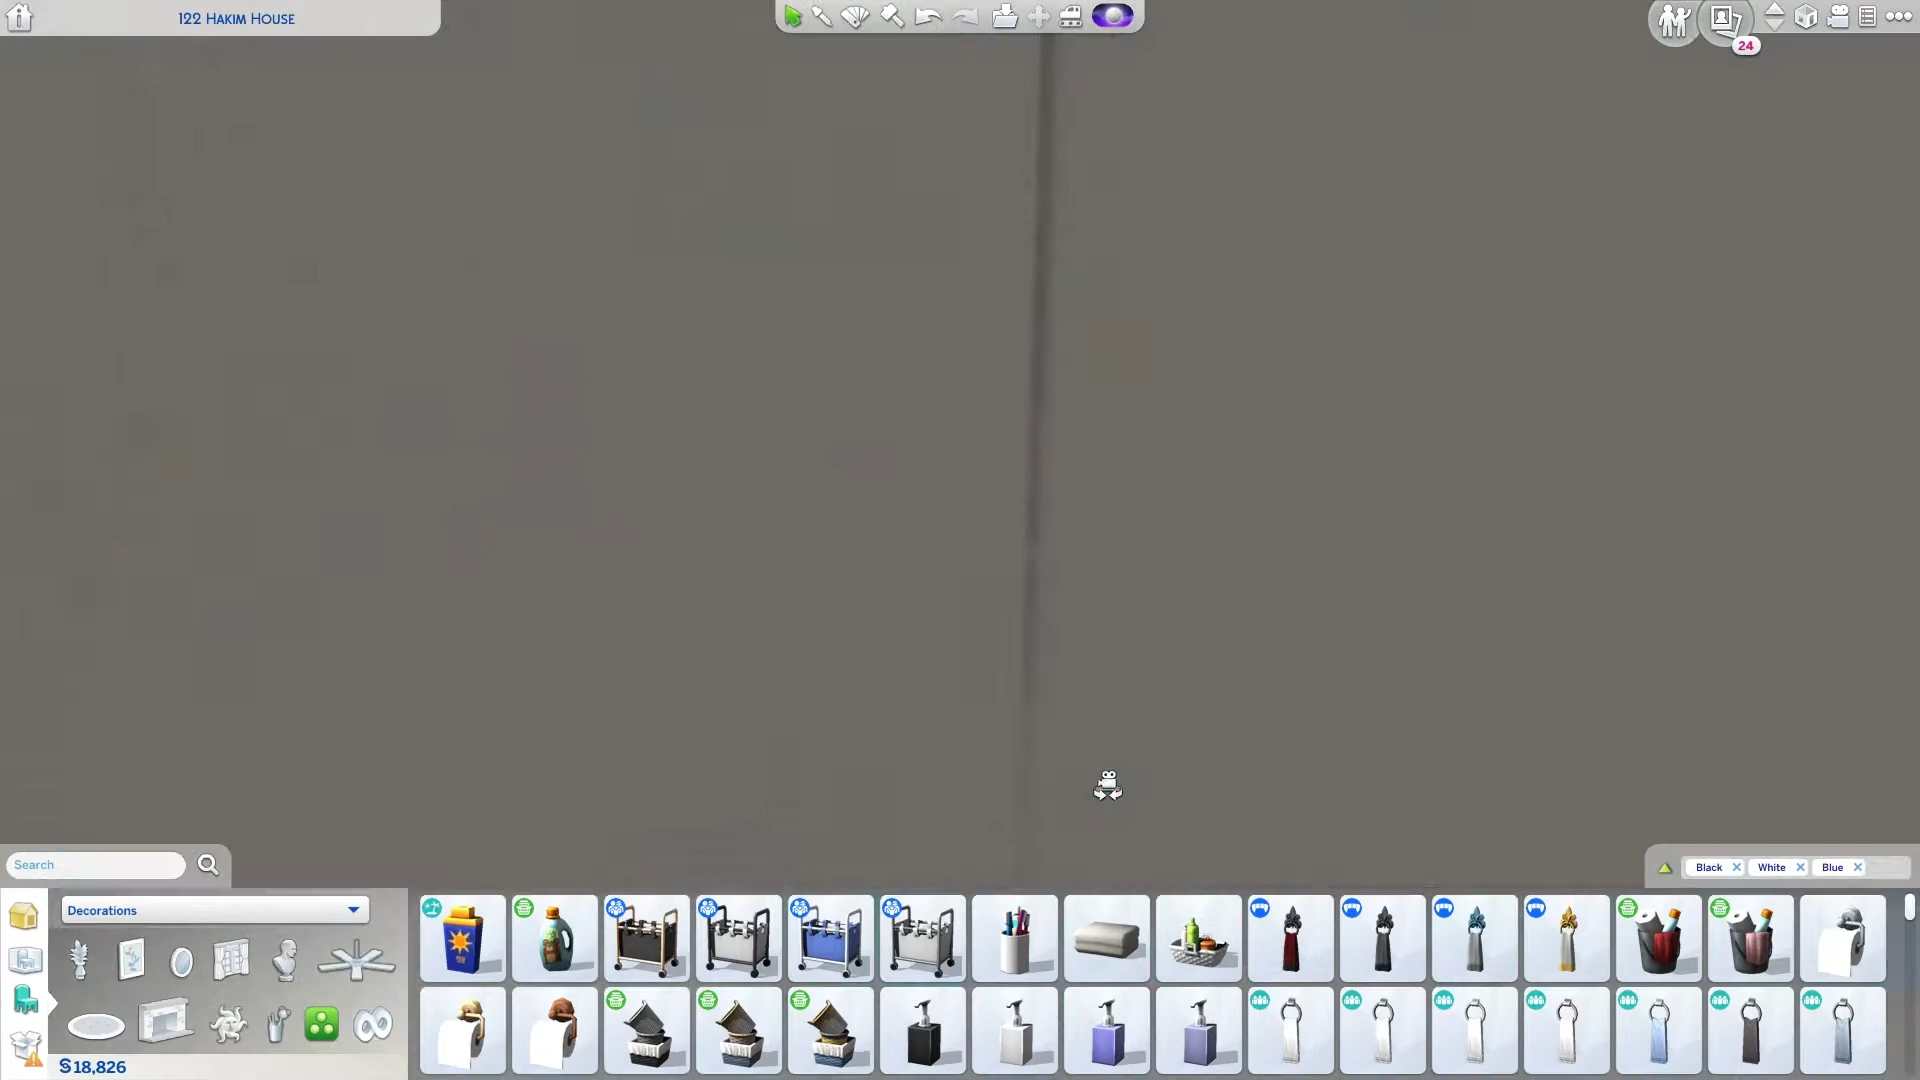 122 HAKIM HOUSE
24
Search
Black
White
Blue
Decorations
§18,826